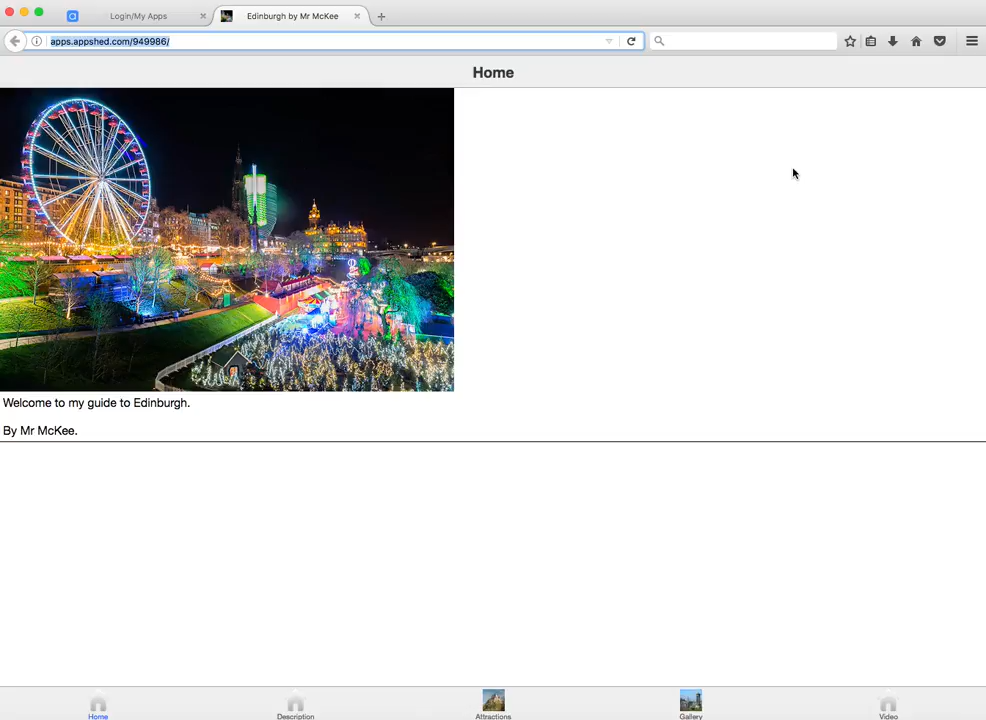 Login/My Apps
Edinburgh by Mr McKee
apps.appshed.com/949986/
Home
Welcome to my guide to Edinburgh.
By Mr McKee.
Home
Description
Attractions
Gallery
Video